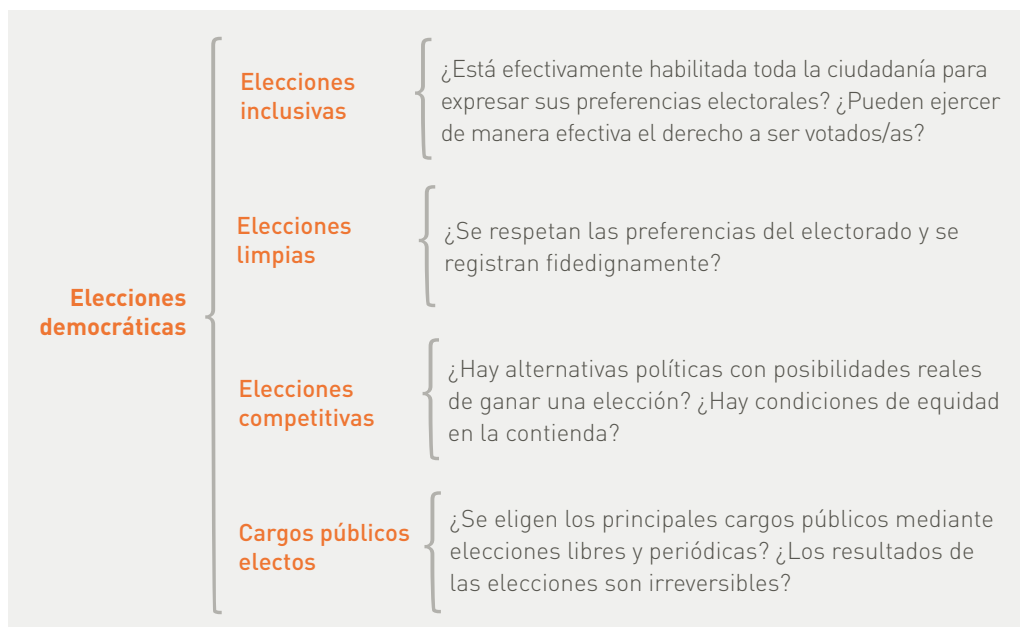 Elecciones
democráticas
Elecciones
inclusivas
¿Está efectivamente habilitada toda la ciudadanía para
expresar sus preferencias electorales? ¿Pueden ejercer
de manera efectiva el derecho a ser votados/as?
Elecciones
limpias
¿Se respetan las preferencias del electorado y se
registran fidedignamente?
Elecciones
competitivas
¿Hay alternativas políticas con posibilidades reales
de ganar una elección? ¿Hay condiciones de equidad
en la contienda?
Cargos públicos
electos
¿Se eligen los principales cargos públicos mediante
elecciones libres y periódicas? ¿Los resultados de
las elecciones son irreversibles?